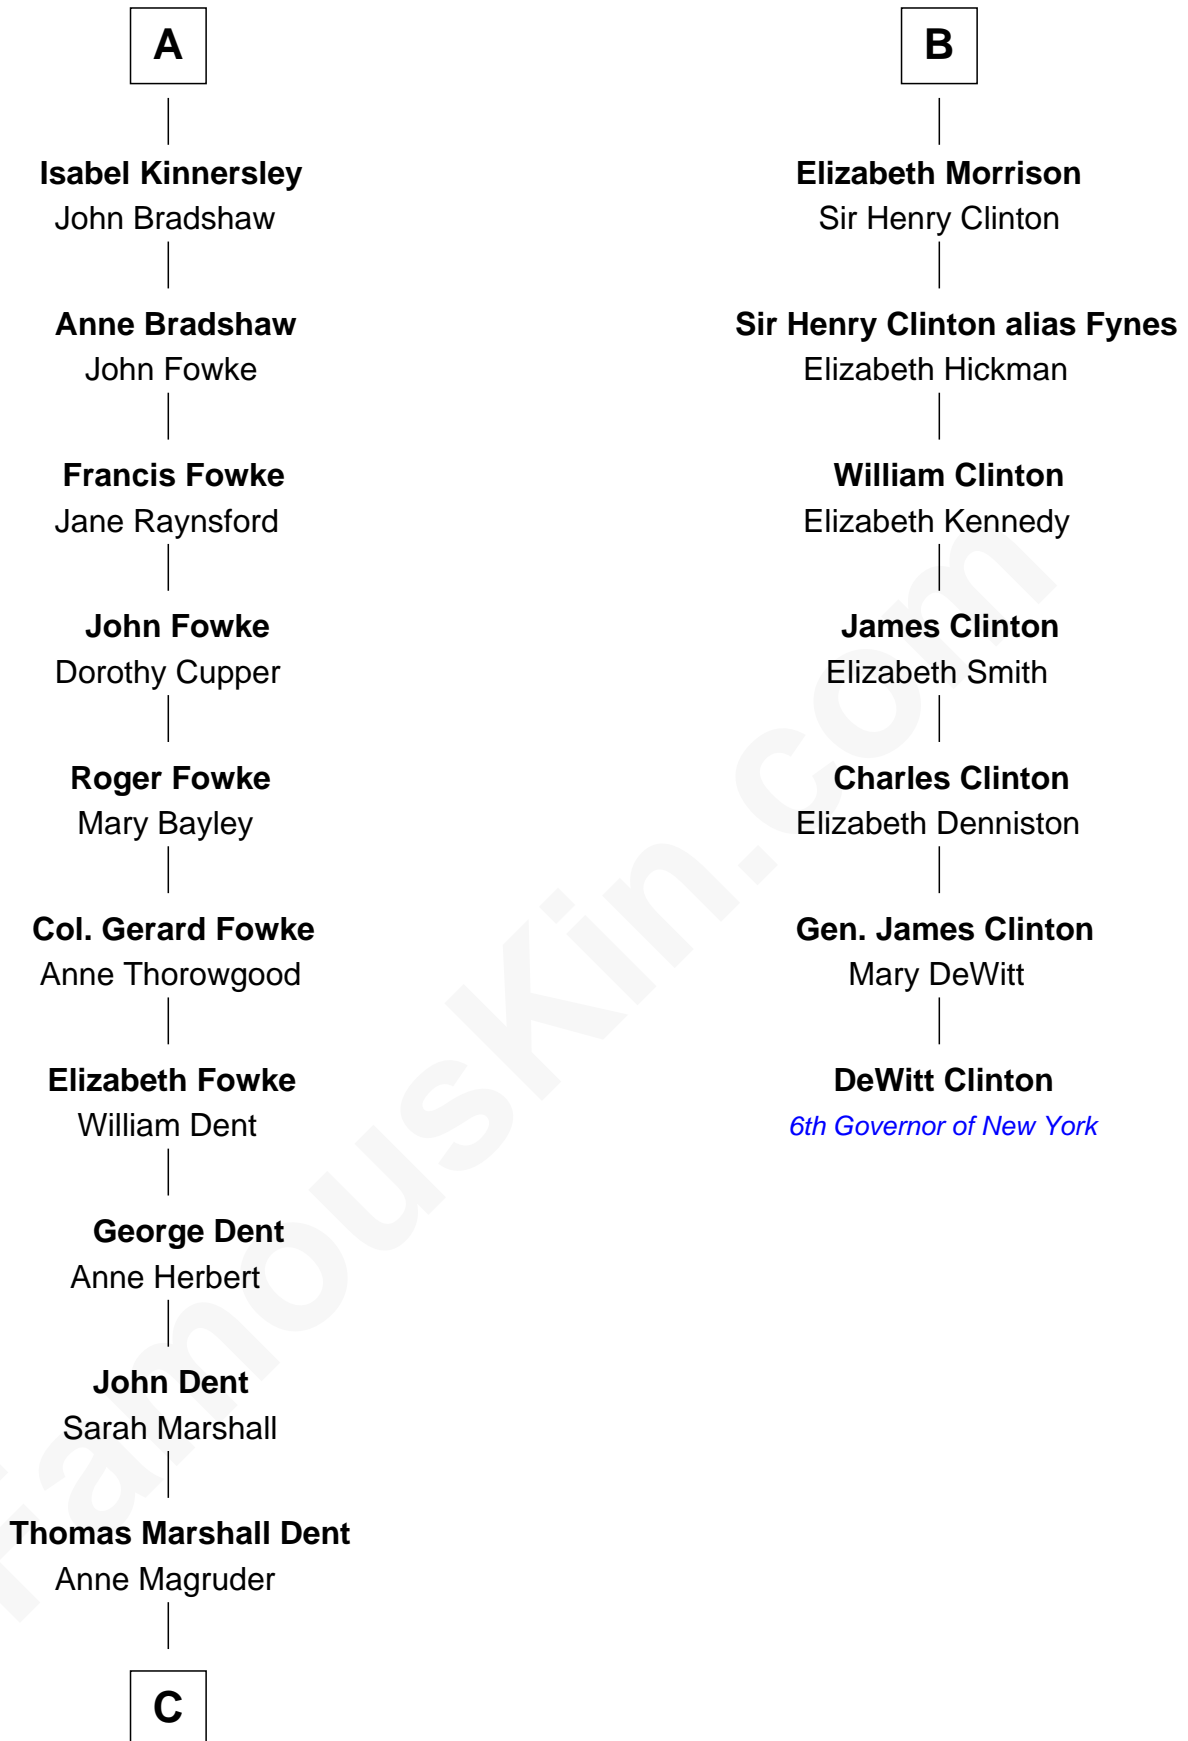 A
Isabel Kinnersley
John Bradshaw
Anne Bradshaw
John Fowke
Francis Fowke
Jane Raynsford
John Fowke
Dorothy Cupper
Roger Fowke
Mary Bayley
Col. Gerard Fowke
Anne Thorowgood
Elizabeth Fowke
William Dent
George Dent
Anne Herbert
John Dent
Sarah Marshall
Thomas Marshall Dent
Anne Magruder
C
B
Elizabeth Morrison
Sir Henry Clinton
Sir Henry Clinton alias Fynes
Elizabeth Hickman
William Clinton
Elizabeth Kennedy
James Clinton
Elizabeth Smith
Charles Clinton
Elizabeth Denniston
Gen. James Clinton
Mary DeWitt
DeWitt Clinton
6th Governor of New York
FamousKin.com